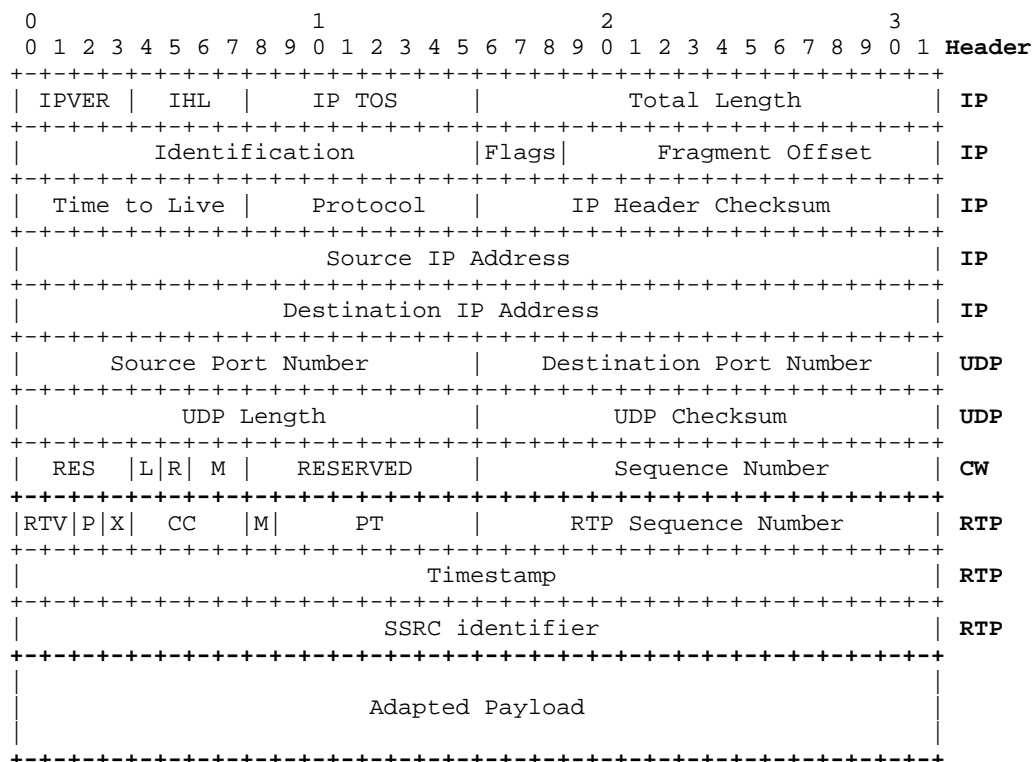 0                   1                   2                   3
 0 1 2 3 4 5 6 7 8 9 0 1 2 3 4 5 6 7 8 9 0 1 2 3 4 5 6 7 8 9 0 1 Header
+-+-+-+-+-+-+-+-+-+-+-+-+-+-+-+-+-+-+-+-+-+-+-+-+-+-+-+-+-+-+-+-+
| IPVER | IHL | IP TOS | Total Length | IP
+-+-+-+-+-+-+-+-+-+-+-+-+-+-+-+-+-+-+-+-+-+-+-+-+-+-+-+-+-+-+-+-+
| Identification |Flags| Fragment Offset | IP
+-+-+-+-+-+-+-+-+-+-+-+-+-+-+-+-+-+-+-+-+-+-+-+-+-+-+-+-+-+-+-+-+
| Time to Live | Protocol | IP Header Checksum | IP
+-+-+-+-+-+-+-+-+-+-+-+-+-+-+-+-+-+-+-+-+-+-+-+-+-+-+-+-+-+-+-+-+
| Source IP Address | IP
+-+-+-+-+-+-+-+-+-+-+-+-+-+-+-+-+-+-+-+-+-+-+-+-+-+-+-+-+-+-+-+-+
| Destination IP Address | IP
+-+-+-+-+-+-+-+-+-+-+-+-+-+-+-+-+-+-+-+-+-+-+-+-+-+-+-+-+-+-+-+-+
| Source Port Number | Destination Port Number | UDP
+-+-+-+-+-+-+-+-+-+-+-+-+-+-+-+-+-+-+-+-+-+-+-+-+-+-+-+-+-+-+-+-+
| UDP Length | UDP Checksum | UDP
+-+-+-+-+-+-+-+-+-+-+-+-+-+-+-+-+-+-+-+-+-+-+-+-+-+-+-+-+-+-+-+-+
| RES |L|R| M | RESERVED | Sequence Number | CW
+-+-+-+-+-+-+-+-+-+-+-+-+-+-+-+-+-+-+-+-+-+-+-+-+-+-+-+-+-+-+-+-+
|RTV|P|X| CC |M| PT | RTP Sequence Number | RTP
+-+-+-+-+-+-+-+-+-+-+-+-+-+-+-+-+-+-+-+-+-+-+-+-+-+-+-+-+-+-+-+-+
| Timestamp | RTP
+-+-+-+-+-+-+-+-+-+-+-+-+-+-+-+-+-+-+-+-+-+-+-+-+-+-+-+-+-+-+-+-+
| SSRC identifier | RTP
+-+-+-+-+-+-+-+-+-+-+-+-+-+-+-+-+-+-+-+-+-+-+-+-+-+-+-+-+-+-+-+-+
| |
| Adapted Payload |
| |
+-+-+-+-+-+-+-+-+-+-+-+-+-+-+-+-+-+-+-+-+-+-+-+-+-+-+-+-+-+-+-+-+